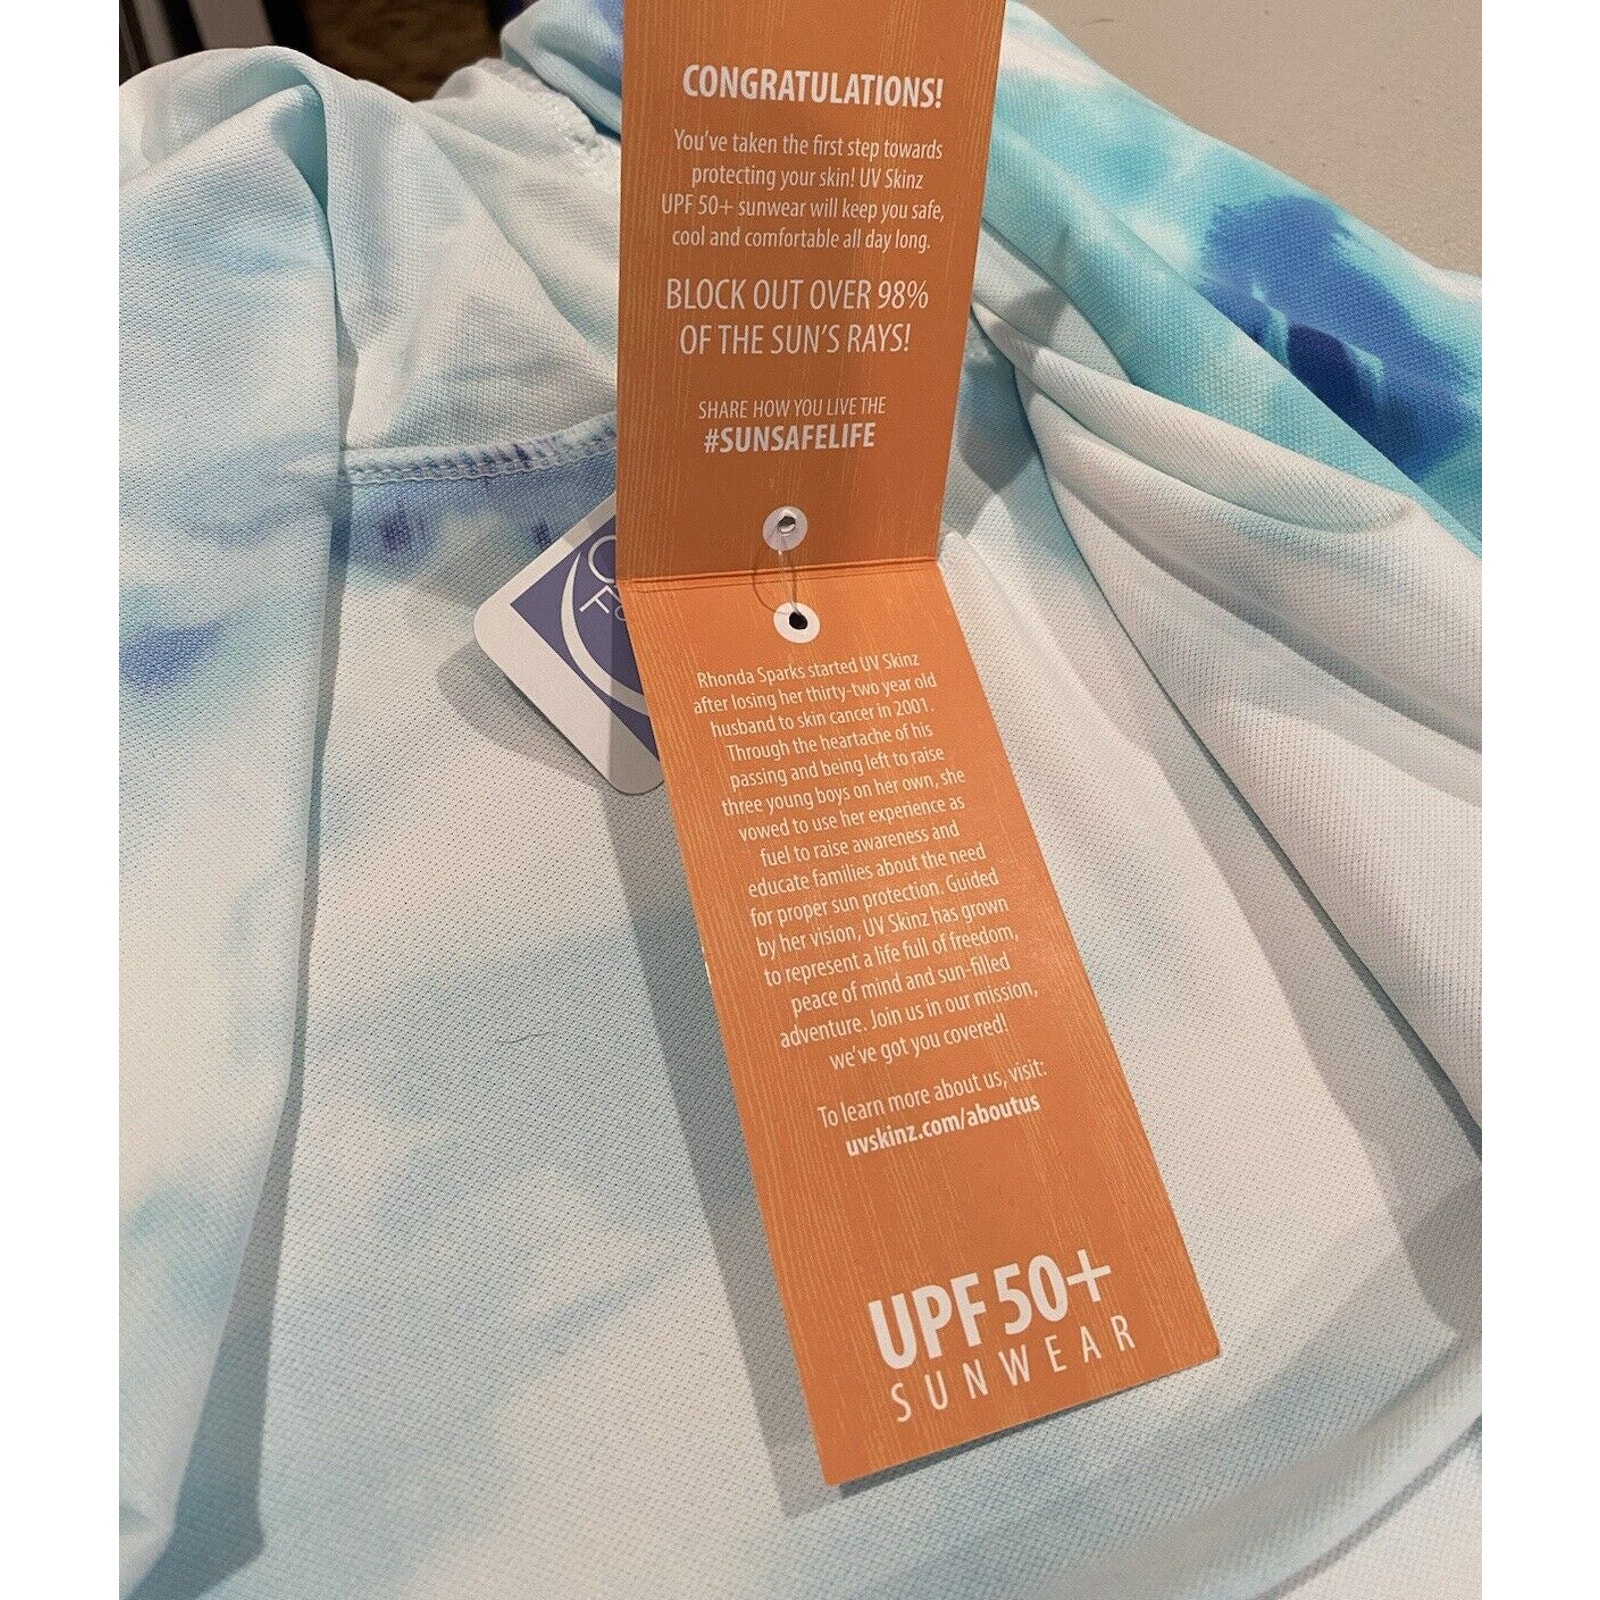 CONGRATULATIONS!
You've taken the first step towards
protecting your skin! UV Skinz
UPF 50+ sunwear will keep you safe,
cool and comfortable all day long.
BLOCK OUT OVER 98%
OF THE SUN'S RAYS!
SHARE HOW YOU LIVE THE
#SUNSAFELIFE
Rhonda Sparks started UV Skinz
after losing her thirty-two year old
husband to skin cancer in 2001.
Through the heartache of his
passing and being left to raise
three young boys on her own, she
vowed to use her experience as
fuel to raise awareness and
educate families about the need
for proper sun protection. Guided
by her vision, UV Skinz has grown
to represent a life full of freedom,
peace of mind and sun-filled
adventure. Join us in our mission,
we've got you covered!
To learn more about us, visit:
uvskinz.com/aboutus
UPF 50+
SUNWEAR